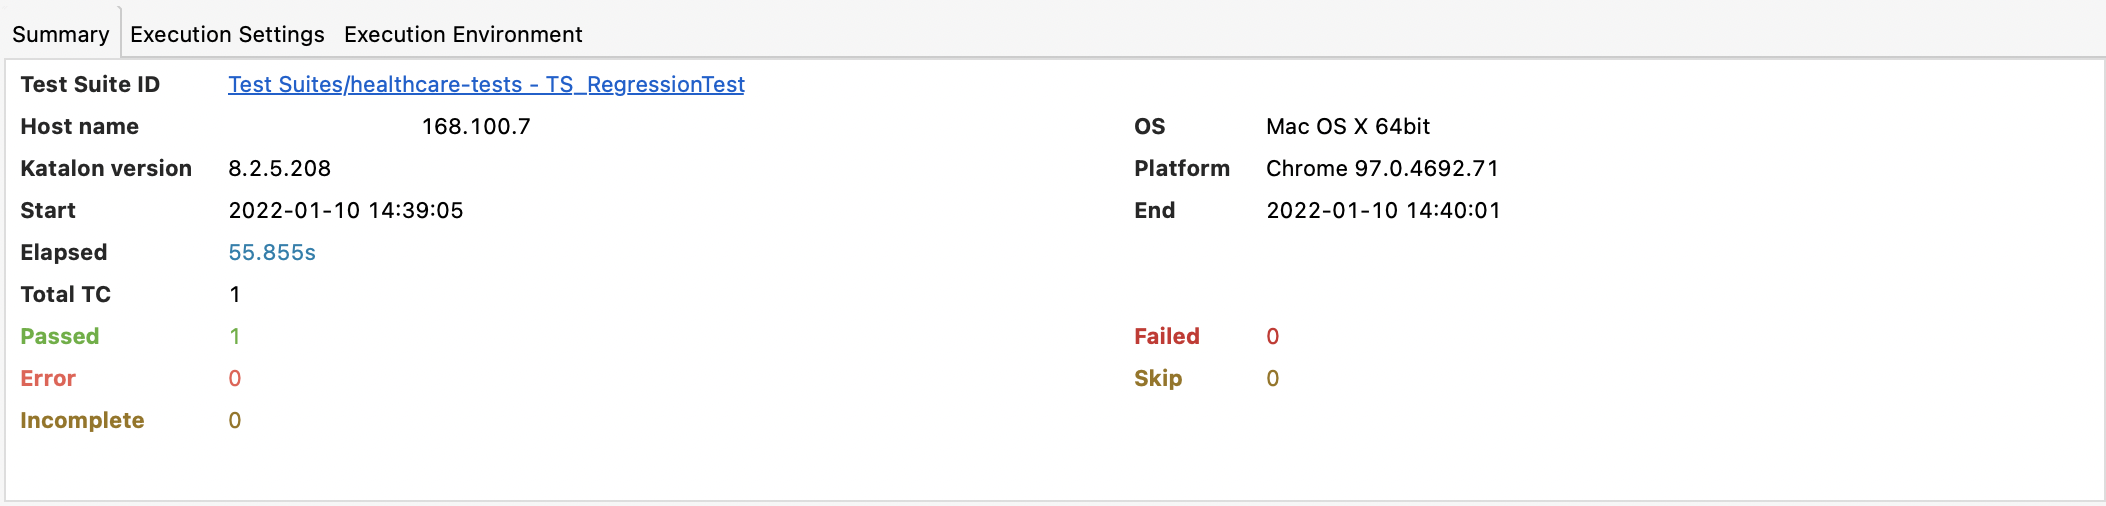 Summary Execution Settings Execution Environment
Test Suite ID Test Suites/healthcare-tests - TS_RegressionTest
Host name 168.100.7 OS Mac OS X 64bit
Katalon version 8.2.5.208 Platform Chrome 97.0.4692.71
Start 2022-01-10 14:39:05 End 2022-01-10 14:40:01
Elapsed 55.855s
Total TC 1
Passed 1 Failed 0
Error 0 Skip 0
Incomplete 0